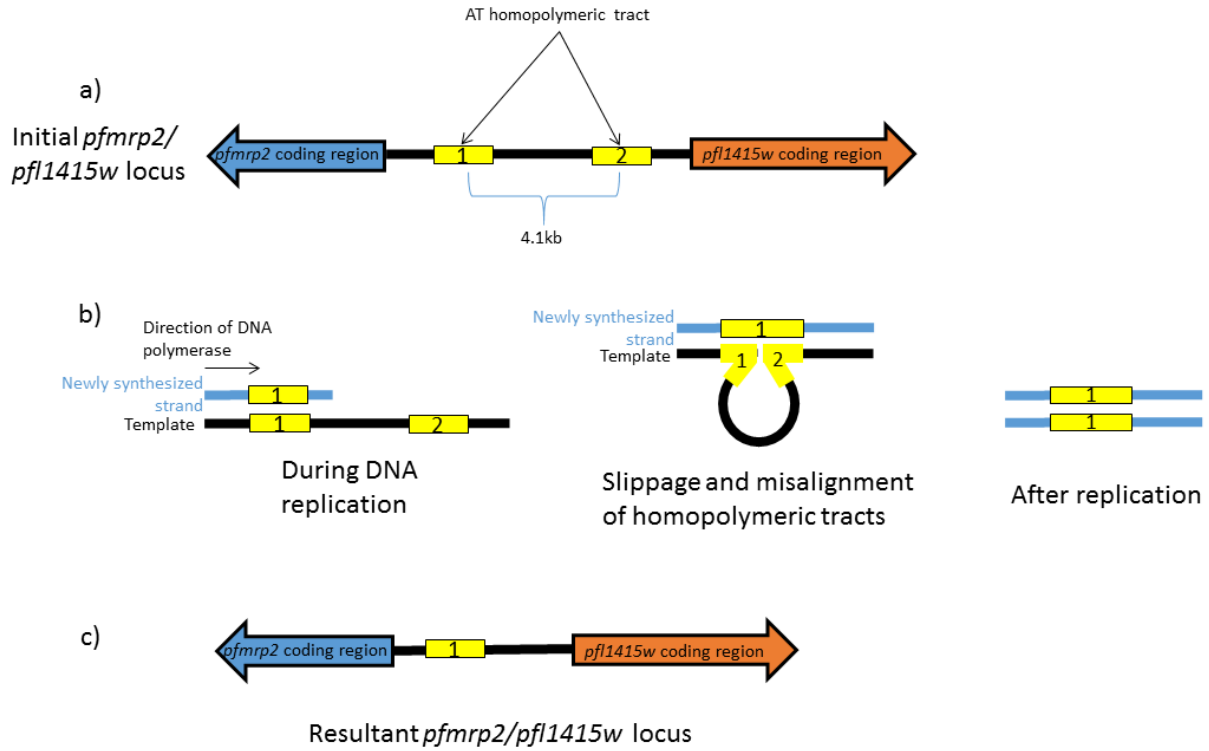 AT homopolymeric tract
a)
Initial pfmrp2/
pfl1415w locus
pfmrp2 coding region
1
2
pfl1415w coding region
4.1kb
b)
Direction of DNA
polymerase
Newly synthesized
strand
1
Template
1
2
During DNA
replication
Newly synthesized
strand
1
Template
1
2
Slippage and misalignment
of homopolymeric tracts
1
1
After replication
c)
pfmrp2 coding region
1
pfl1415w coding region
Resultant pfmrp2/pfl1415w locus